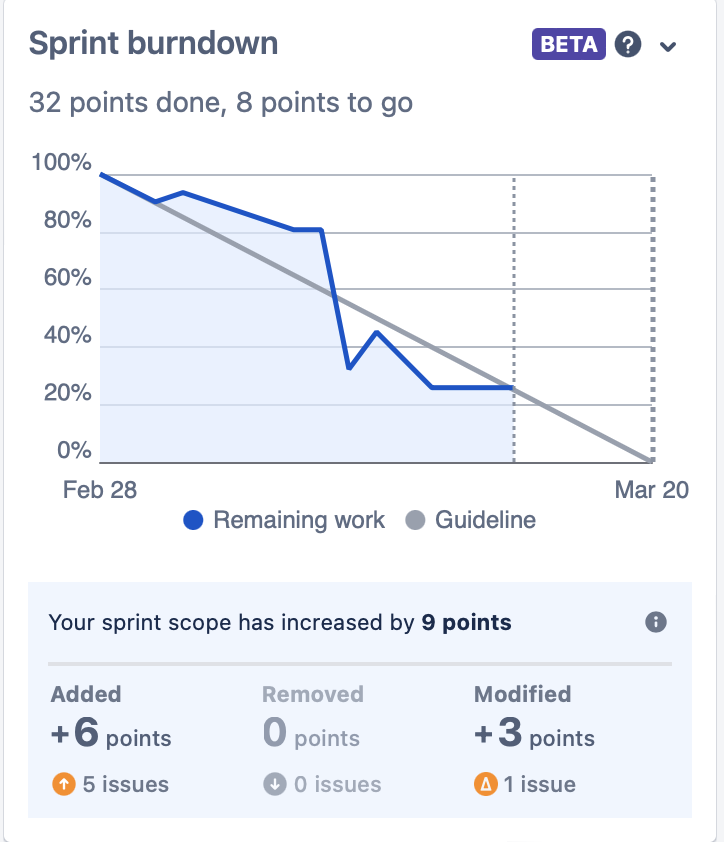 Sprint burndown BETA ?
32 points done, 8 points to go
100%
80%
60%
40%
20%
0%
Feb 28 Mar 20
Remaining work Guideline
Your sprint scope has increased by 9 points i
Added Removed Modified
+6 points 0 points +3 points
5 issues 0 issues Δ 1 issue